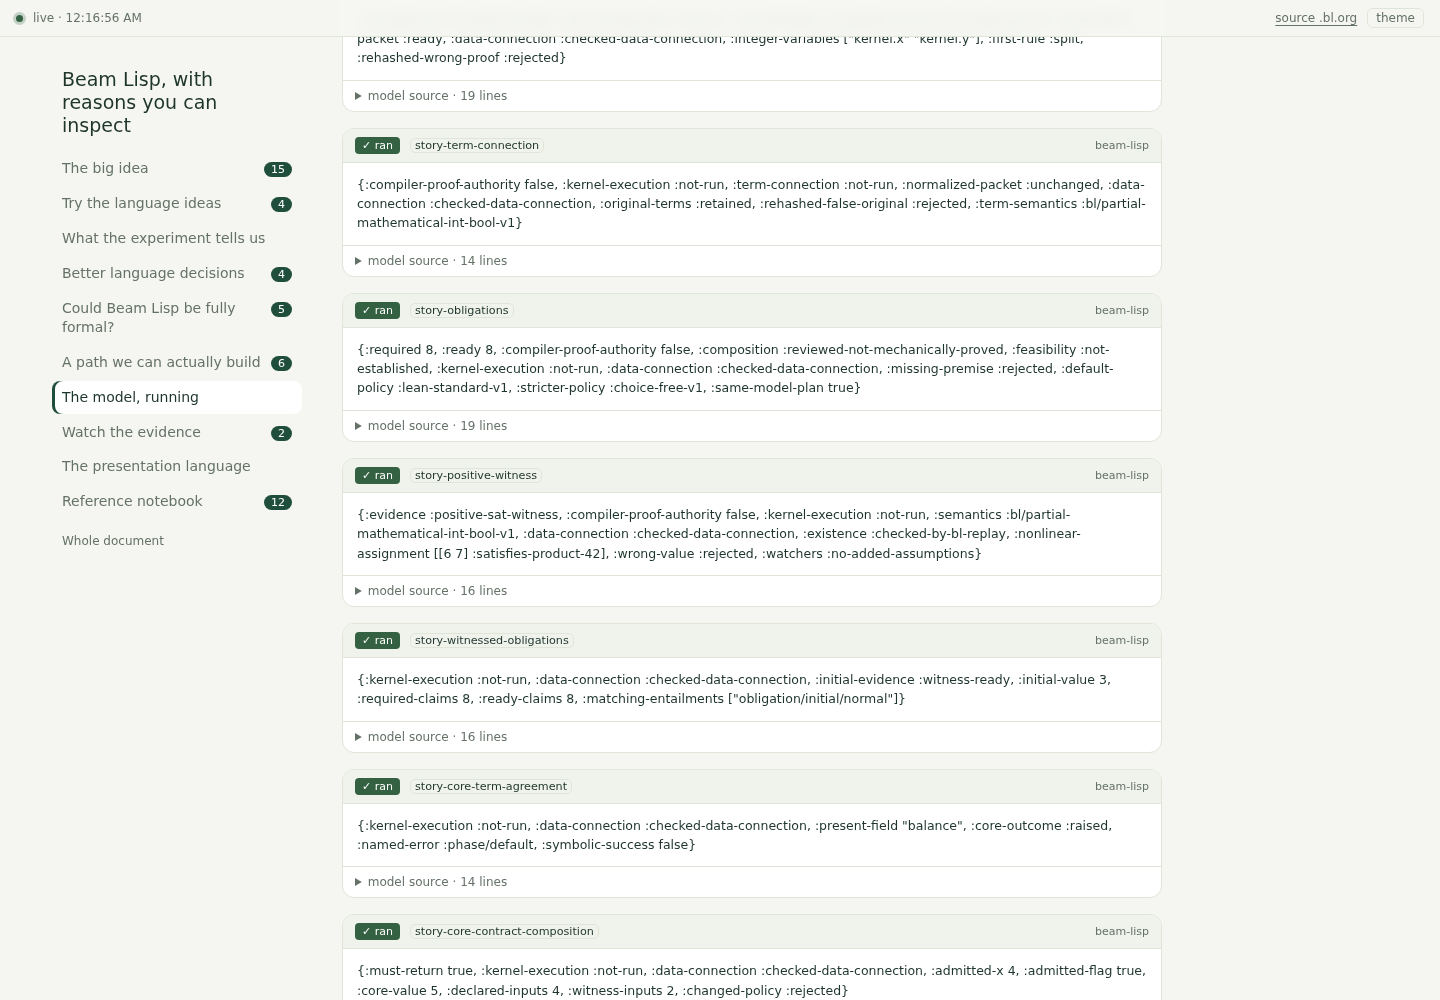 live · 12:16:56 AM
source .bl.org
theme
Beam Lisp, with
reasons you can
inspect
The big idea 15
Try the language ideas 4
What the experiment tells us
Better language decisions 4
Could Beam Lisp be fully 5
formal?
A path we can actually build 6
The model, running
Watch the evidence 2
The presentation language
Reference notebook 12
Whole document
packet :ready, :data-connection :checked-data-connection, :integer-variables ["kernel.x" "kernel.y"], :first-rule :split,
:rehashed-wrong-proof :rejected}
▶ model source · 19 lines
✓ ran story-term-connection beam-lisp
{:compiler-proof-authority false, :kernel-execution :not-run, :term-connection :not-run, :normalized-packet :unchanged, :data-
connection :checked-data-connection, :original-terms :retained, :rehashed-false-original :rejected, :term-semantics :bl/partial-
mathematical-int-bool-v1}
▶ model source · 14 lines
✓ ran story-obligations beam-lisp
{:required 8, :ready 8, :compiler-proof-authority false, :composition :reviewed-not-mechanically-proved, :feasibility :not-
established, :kernel-execution :not-run, :data-connection :checked-data-connection, :missing-premise :rejected, :default-
policy :lean-standard-v1, :stricter-policy :choice-free-v1, :same-model-plan true}
▶ model source · 19 lines
✓ ran story-positive-witness beam-lisp
{:evidence :positive-sat-witness, :compiler-proof-authority false, :kernel-execution :not-run, :semantics :bl/partial-
mathematical-int-bool-v1, :data-connection :checked-data-connection, :existence :checked-by-bl-replay, :nonlinear-
assignment [[6 7] :satisfies-product-42], :wrong-value :rejected, :watchers :no-added-assumptions}
▶ model source · 16 lines
✓ ran story-witnessed-obligations beam-lisp
{:kernel-execution :not-run, :data-connection :checked-data-connection, :initial-evidence :witness-ready, :initial-value 3,
:required-claims 8, :ready-claims 8, :matching-entailments ["obligation/initial/normal"]}
▶ model source · 16 lines
✓ ran story-core-term-agreement beam-lisp
{:kernel-execution :not-run, :data-connection :checked-data-connection, :present-field "balance", :core-outcome :raised,
:named-error :phase/default, :symbolic-success false}
▶ model source · 14 lines
✓ ran story-core-contract-composition beam-lisp
{:must-return true, :kernel-execution :not-run, :data-connection :checked-data-connection, :admitted-x 4, :admitted-flag true,
:core-value 5, :declared-inputs 4, :witness-inputs 2, :changed-policy :rejected}